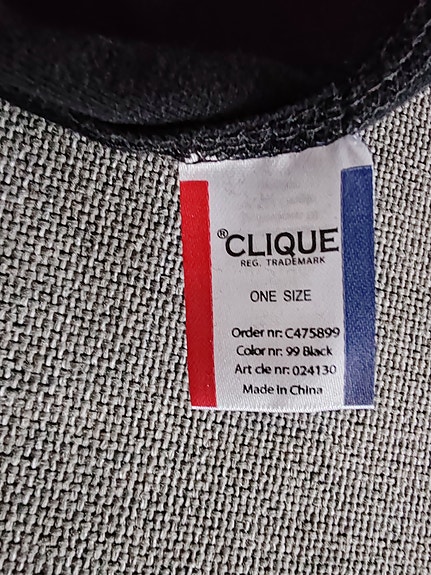 ®CLIQUE
REG. TRADEMARK
ONE SIZE
Order nr: C475899
Color nr: 99 Black
Art cle nr: 024130
Made in China